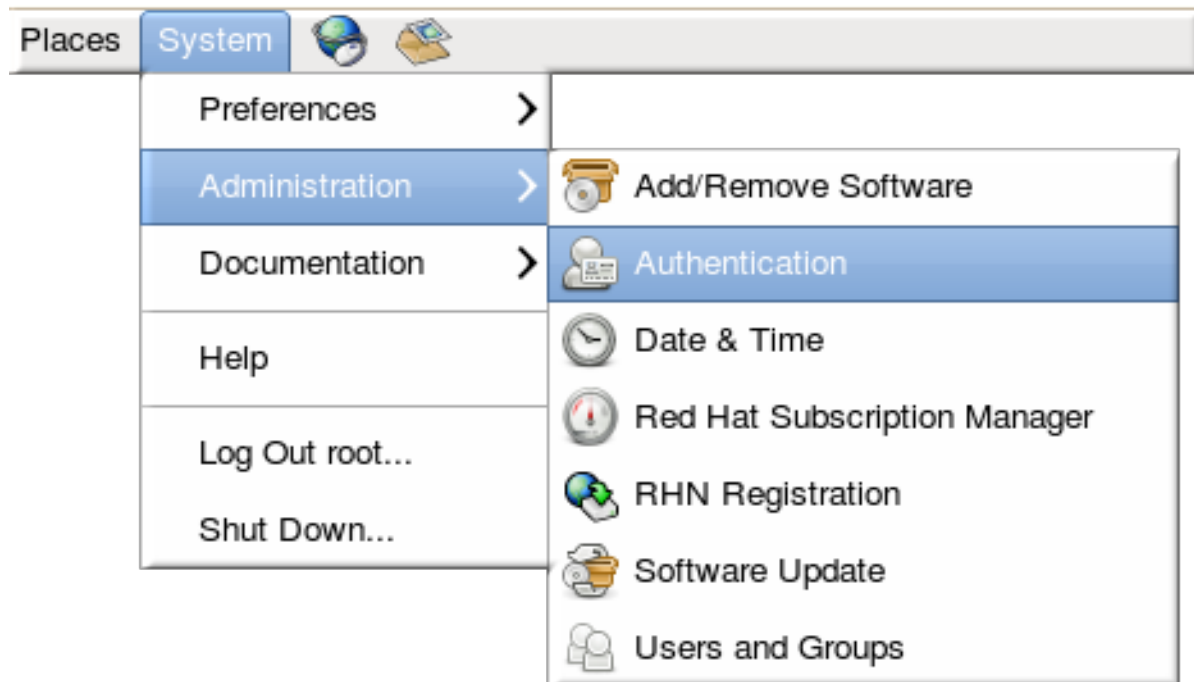 Places System
Preferences
Administration
Documentation
Help
Log Out root...
Shut Down...
Add/Remove Software
Authentication
Date & Time
Red Hat Subscription Manager
RHN Registration
Software Update
Users and Groups